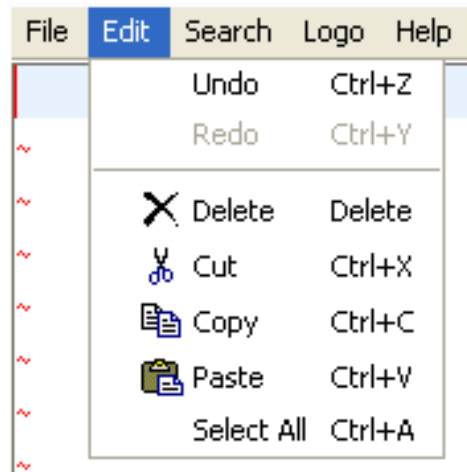 File Edit Search Logo Help
Undo Ctrl+Z
Redo Ctrl+Y
Delete Delete
Cut Ctrl+X
Copy Ctrl+C
Paste Ctrl+V
Select All Ctrl+A